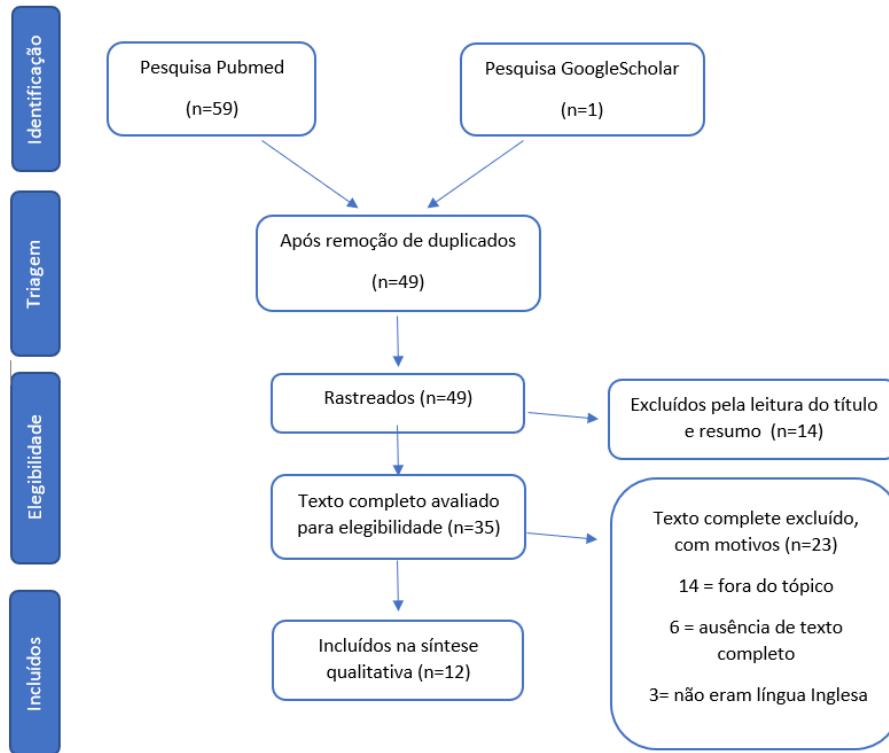 Identificação
Pesquisa Pubmed
(n=59)
Pesquisa GoogleScholar
(n=1)
Triagem
Após remoção de duplicados
(n=49)
Elegibilidade
Rastreados (n=49)
Excluídos pela leitura do título
e resumo (n=14)
Texto completo avaliado
para elegibilidade (n=35)
Texto complete excluído,
com motivos (n=23)
14 = fora do tópico
6 = ausência de texto
completo
3= não eram língua Inglesa
Incluídos
Incluídos na síntese
qualitativa (n=12)